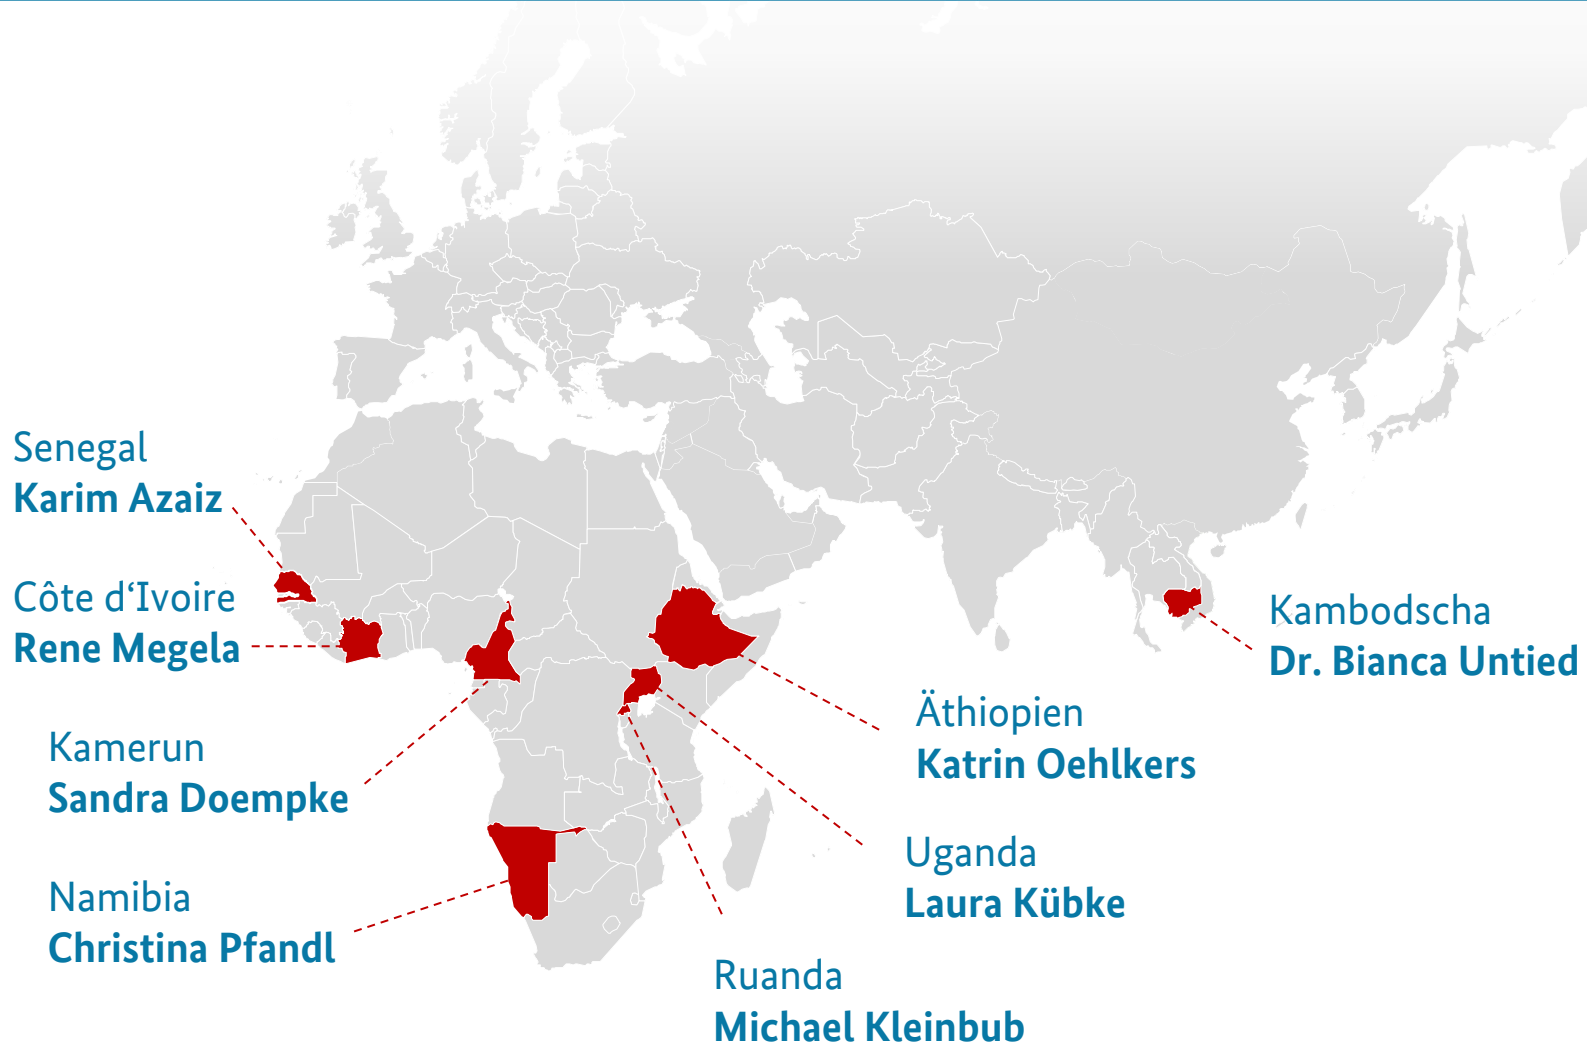 Senegal
Karim Azaiz
Côte d‘Ivoire
Rene Megela
Kamerun
Sandra Doempke
Namibia
Christina Pfandl
Kambodscha
Dr. Bianca Untied
Äthiopien
Katrin Oehlkers
Uganda
Laura Kübke
Ruanda
Michael Kleinbub